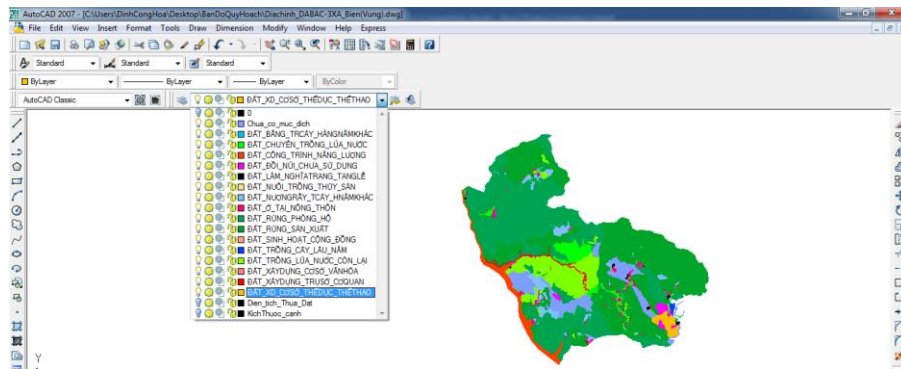 AutoCAD 2007 - [C:\Users\DinhCongHoa\Desktop\BanDoQuyHoach\Diachinh_DABAC-3XA_Bien(Vung).dwg]
File Edit View Insert Format Tools Draw Dimension Modify Window Help Express
Standard Standard Standard
ByLayer ByLayer ByLayer ByColor
AutoCAD Classic ĐẤT_XD_CƠSỞ_THỂDỤC_THỂTHAO
0
Chua_co_muc_dich
ĐẤT_BẰNG_TRCÂY_HÀNGNĂMKHÁC
ĐẤT_CHUYÊN_TRỒNG_LÚA_NƯỚC
ĐẤT_CÔNG_TRÌNH_NĂNG_LƯỢNG
ĐẤT_ĐỒI_NÚI_CHƯA_SỬ_DỤNG
ĐẤT_LÀM_NGHĨATRANG_TANGLỄ
ĐẤT_NUÔI_TRỒNG_THỦY_SẢN
ĐẤT_NƯƠNGRẪY_TCÂY_HNĂMKHÁC
ĐẤT_Ở_TẠI_NÔNG_THÔN
ĐẤT_RỪNG_PHÒNG_HỘ
ĐẤT_RỪNG_SẢN_XUẤT
ĐẤT_SINH_HOẠT_CỘNG_ĐỒNG
ĐẤT_TRỒNG_CÂY_LÂU_NĂM
ĐẤT_TRỒNG_LÚA_NƯỚC_CÒN_LẠI
ĐẤT_XÂYDỰNG_CƠSỞ_VĂNHÓA
ĐẤT_XÂYDỰNG_TRỤSỞ_CƠQUAN
ĐẤT_XD_CƠSỞ_THỂDỤC_THỂTHAO
Dien_tich_Thua_Dat
KichThuoc_canh
Y